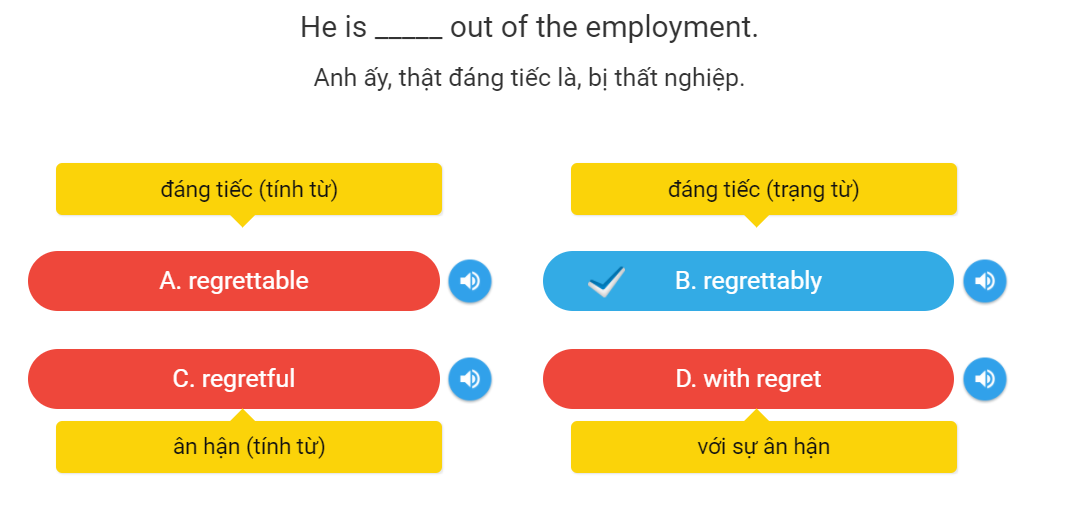 He is _____ out of the employment.
Anh ấy, thật đáng tiếc là, bị thất nghiệp.
đáng tiếc (tính từ)
đáng tiếc (trạng từ)
A. regrettable
B. regrettably
C. regretful
D. with regret
ân hận (tính từ)
với sự ân hận